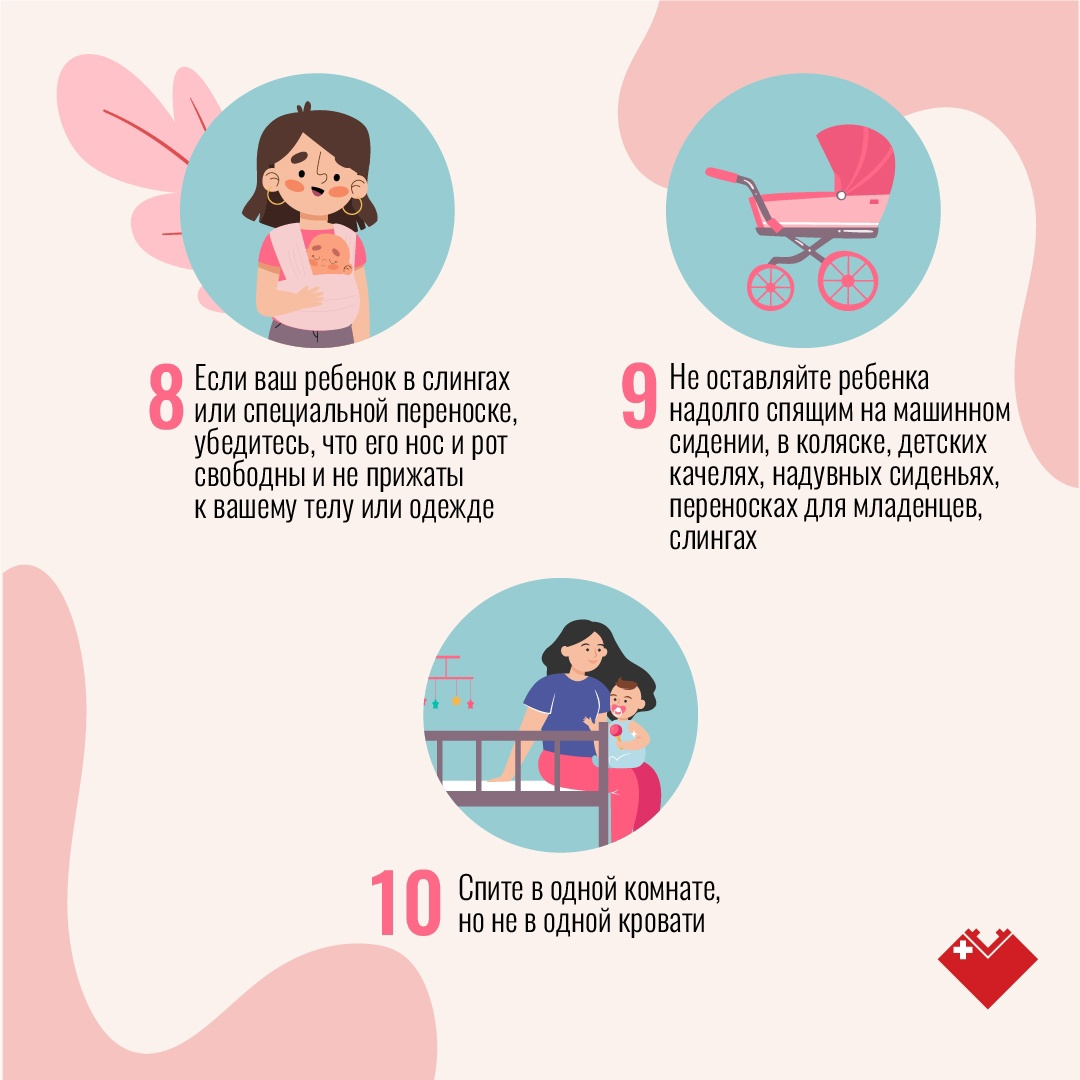 8
Если ваш ребенок в слингах
или специальной переноске,
убедитесь, что его нос и рот
свободны и не прижаты
к вашему телу или одежде
9
Не оставляйте ребенка
надолго спящим на машинном
сидении, в коляске, детских
качелях, надувных сиденьях,
переносках для младенцев,
слингах
10
Спите в одной комнате,
но не в одной кровати